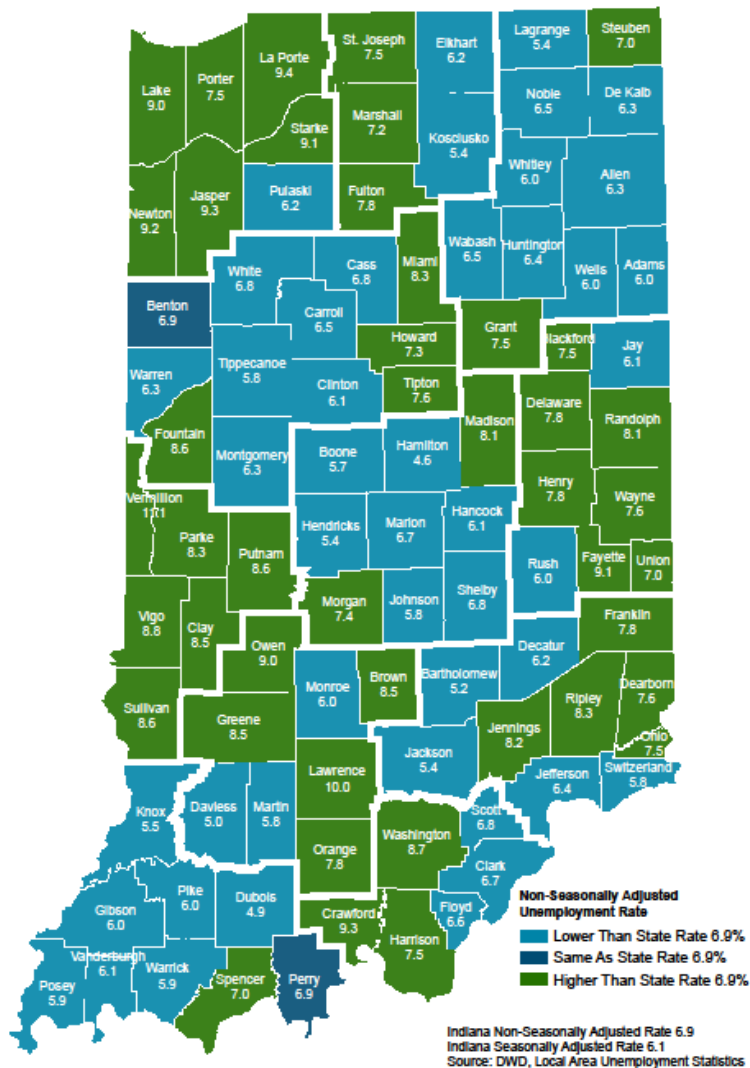 St. Joseph
7.5
Elkhart
6.2
Lagrange
5.4
Steuben
7.0
La Porte
9.4
Porter
7.5
Lake
9.0
Noble
6.5
De Kalb
6.3
Marshall
7.2
Starke
9.1
Kosciusko
5.4
Whitley
6.0
Allen
6.3
Pulaski
6.2
Fulton
7.8
Jasper
9.3
Newton
9.2
Wabash
6.5
Huntington
6.4
Wells
6.0
Adams
6.0
White
6.8
Cass
6.8
Miami
8.3
Benton
6.9
Carroll
6.5
Howard
7.3
Grant
7.5
lackford
7.5
Jay
6.1
Tippecanoe
5.8
Warren
6.3
Clinton
6.1
Tipton
7.6
Madison
8.1
Delaware
7.8
Randolph
8.1
Fountain
8.6
Montgomery
6.3
Boone
5.7
Hamilton
4.6
Henry
7.8
Wayne
7.6
Vermillion
11.1
Parke
8.3
Putnam
8.6
Hendricks
5.4
Marion
6.7
Hancock
6.1
Rush
6.0
Fayette
9.1
Union
7.0
Shelby
6.8
Johnson
5.8
Morgan
7.4
Vigo
8.8
Clay
8.5
Owen
9.0
Franklin
7.8
Decatur
6.2
Monroe
6.0
Brown
8.5
Bartholomew
5.2
Dearborn
7.6
Ripley
8.3
Sullivan
8.6
Greene
8.5
Jennings
8.2
Ohio
7.5
Jackson
5.4
Lawrence
10.0
Jefferson
6.4
Switzerland
5.8
Knox
5.5
Daviess
5.0
Martin
5.8
Scott
6.8
Washington
8.7
Orange
7.8
Clark
6.7
Pike
6.0
Dubois
4.9
Floyd
6.6
Gibson
6.0
Crawford
9.3
Harrison
7.5
Vanderburgh
6.1
Warrick
5.9
Posey
5.9
Spencer
7.0
Perry
6.9
Non-Seasonally Adjusted
Unemployment Rate
Lower Than State Rate 6.9%
Same As State Rate 6.9%
Higher Than State Rate 6.9%
Indiana Non-Seasonally Adjusted Rate 6.9
Indiana Seasonally Adjusted Rate 6.1
Source: DWD, Local Area Unemployment Statistics